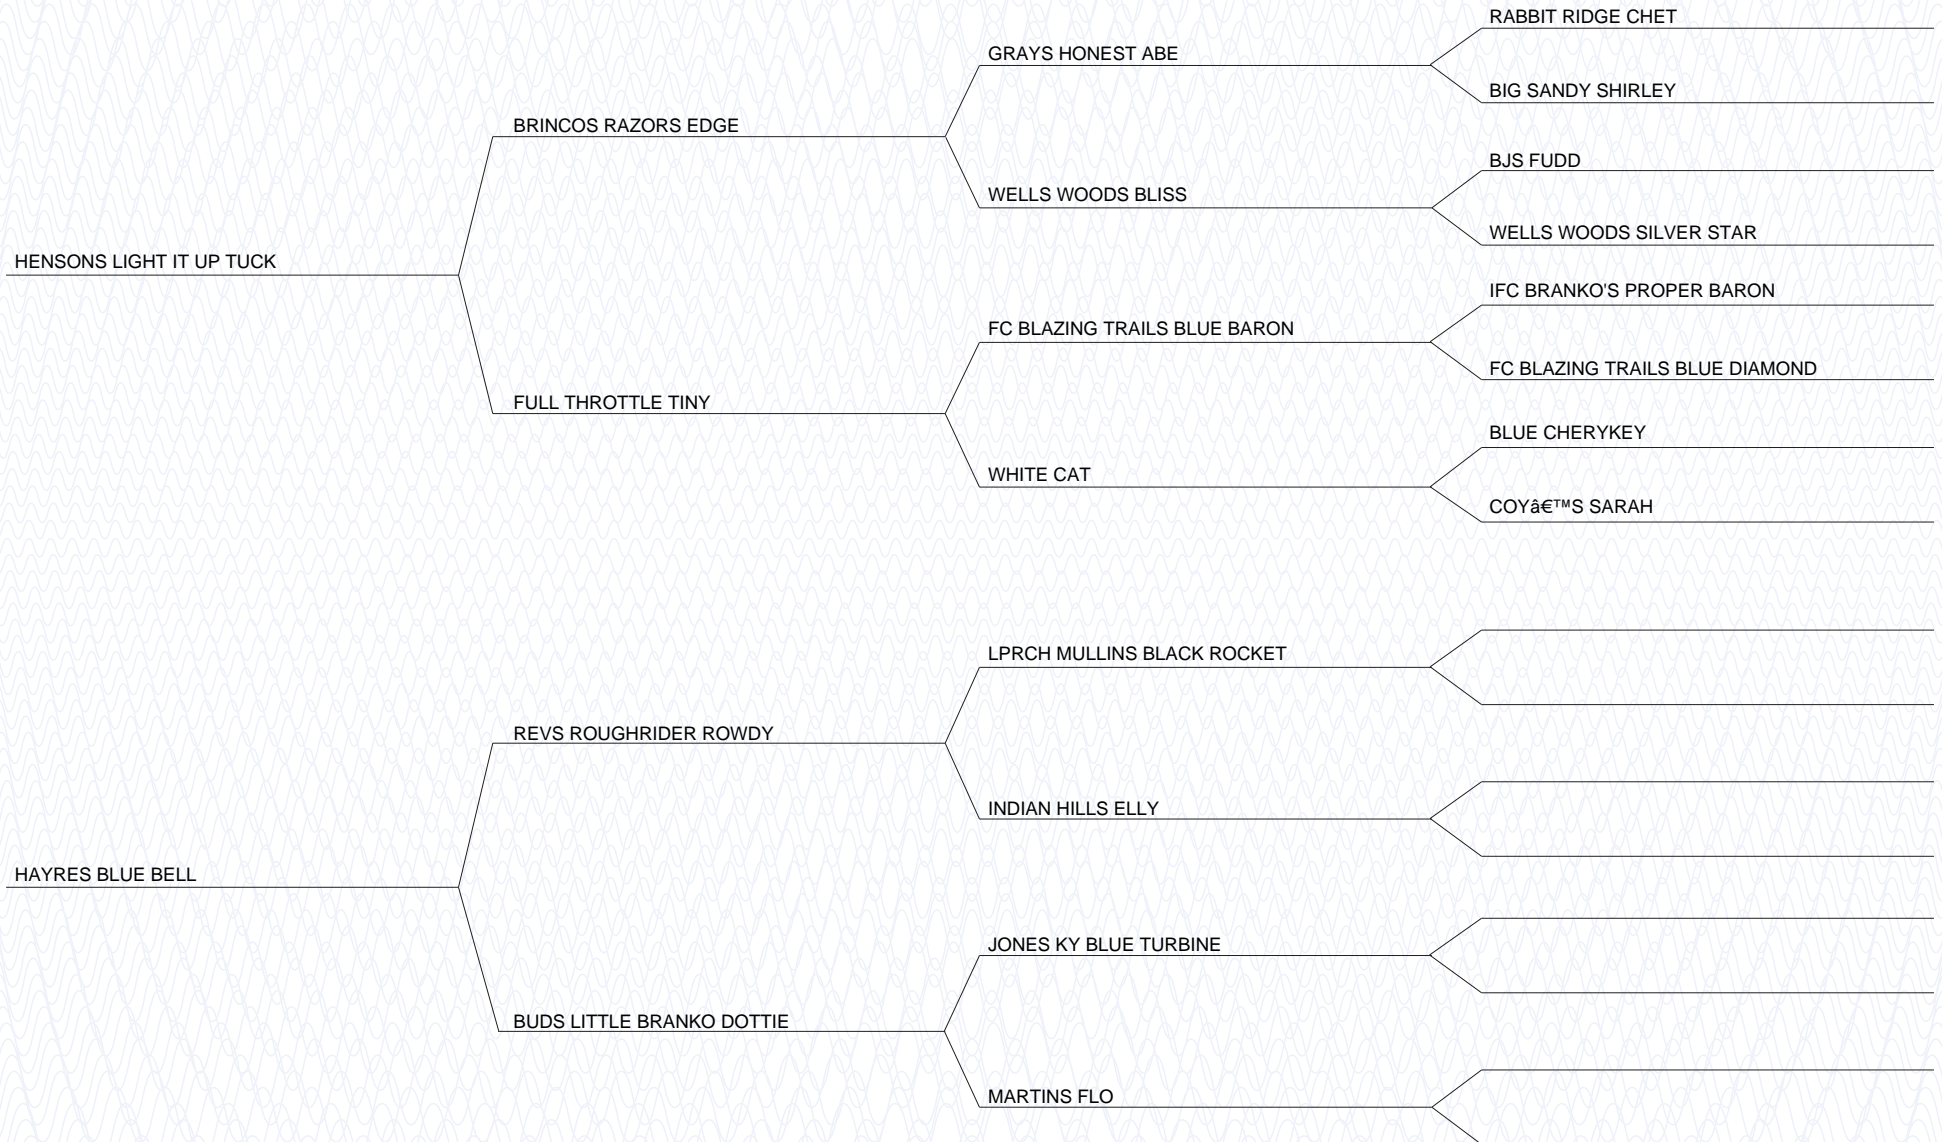 RABBIT RIDGE CHET
GRAYS HONEST ABE
BIG SANDY SHIRLEY
BRINCOS RAZORS EDGE
BJS FUDD
WELLS WOODS BLISS
WELLS WOODS SILVER STAR
HENSONS LIGHT IT UP TUCK
IFC BRANKO'S PROPER BARON
FC BLAZING TRAILS BLUE BARON
FC BLAZING TRAILS BLUE DIAMOND
FULL THROTTLE TINY
BLUE CHERYKEY
WHITE CAT
COYâ€™S SARAH
LPRCH MULLINS BLACK ROCKET
REVS ROUGHRIDER ROWDY
INDIAN HILLS ELLY
HAYRES BLUE BELL
JONES KY BLUE TURBINE
BUDS LITTLE BRANKO DOTTIE
MARTINS FLO